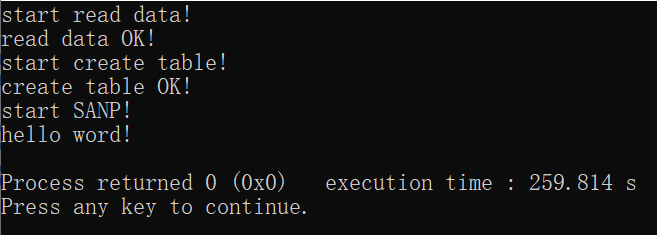 start read data!
read data OK!
start create table!
create table OK!
start SANP!
hello word!
Process returned 0 (0x0)   execution time : 259.814 s
Press any key to continue.